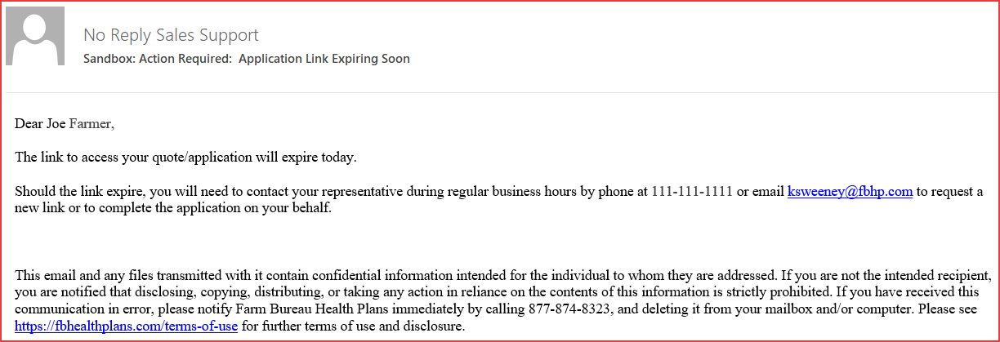 No Reply Sales Support
Sandbox: Action Required:  Application Link Expiring Soon
Dear Joe Farmer,
The link to access your quote/application will expire today.
Should the link expire, you will need to contact your representative during regular business hours by phone at 111-111-1111 or email ksweeney@fbhp.com to request a
new link or to complete the application on your behalf.
This email and any files transmitted with it contain confidential information intended for the individual to whom they are addressed. If you are not the intended recipient,
you are notified that disclosing, copying, distributing, or taking any action in reliance on the contents of this information is strictly prohibited. If you have received this
communication in error, please notify Farm Bureau Health Plans immediately by calling 877-874-8323, and deleting it from your mailbox and/or computer. Please see
https://fbhealthplans.com/terms-of-use for further terms of use and disclosure.